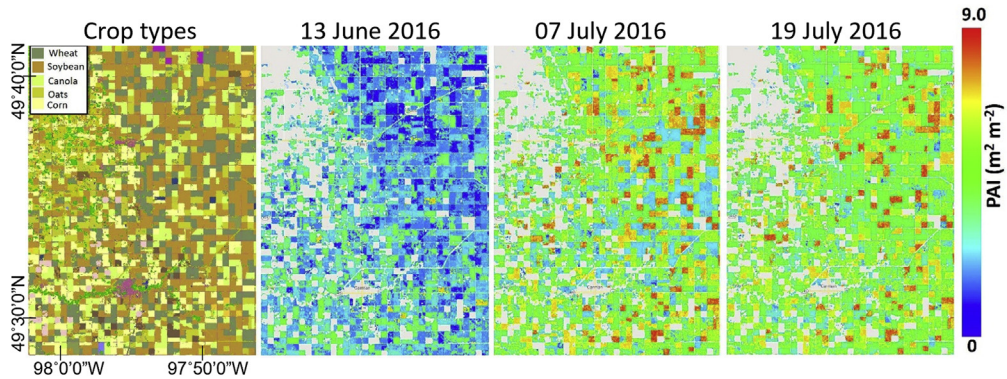 Crop types
13 June 2016
07 July 2016
19 July 2016
9.0
Wheat
Soybean
Canola
Oats
Corn
49°40'0"N
49°30'0"N
PAI (m² m⁻²)
0
98°0'0"W
97°50'0"W